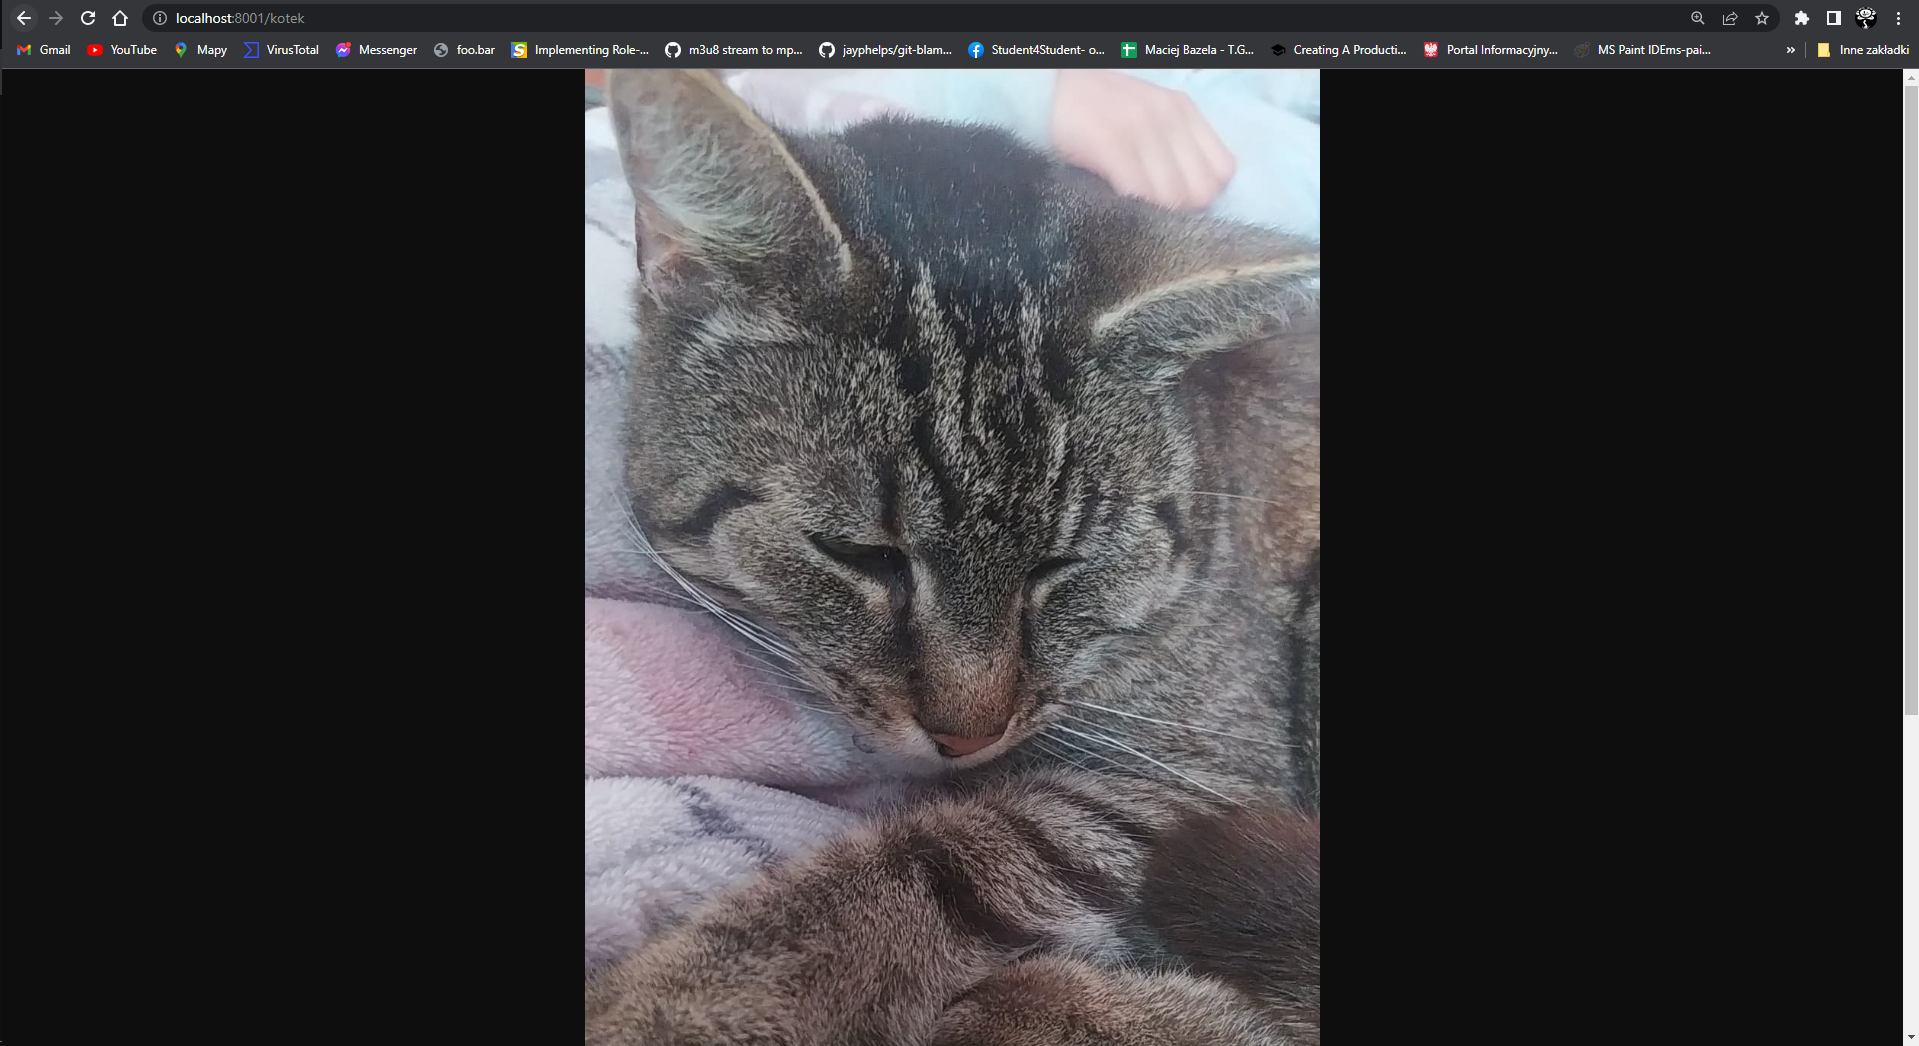 localhost:8001/kotek
Gmail YouTube Mapy VirusTotal Messenger foo.bar Implementing Role-... m3u8 stream to mp... jayphelps/git-blam... Student4Student- o... Maciej Bazela - T.G... Creating A Producti... Portal Informacyjny... MS Paint IDEms-pai... » Inne zakładki